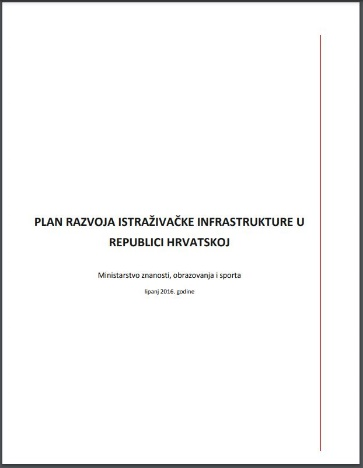 PLAN RAZVOJA ISTRAŽIVAČKE INFRASTRUKTURE U
REPUBLICI HRVATSKOJ
Ministarstvo znanosti, obrazovanja i sporta
lipanj 2016. godine